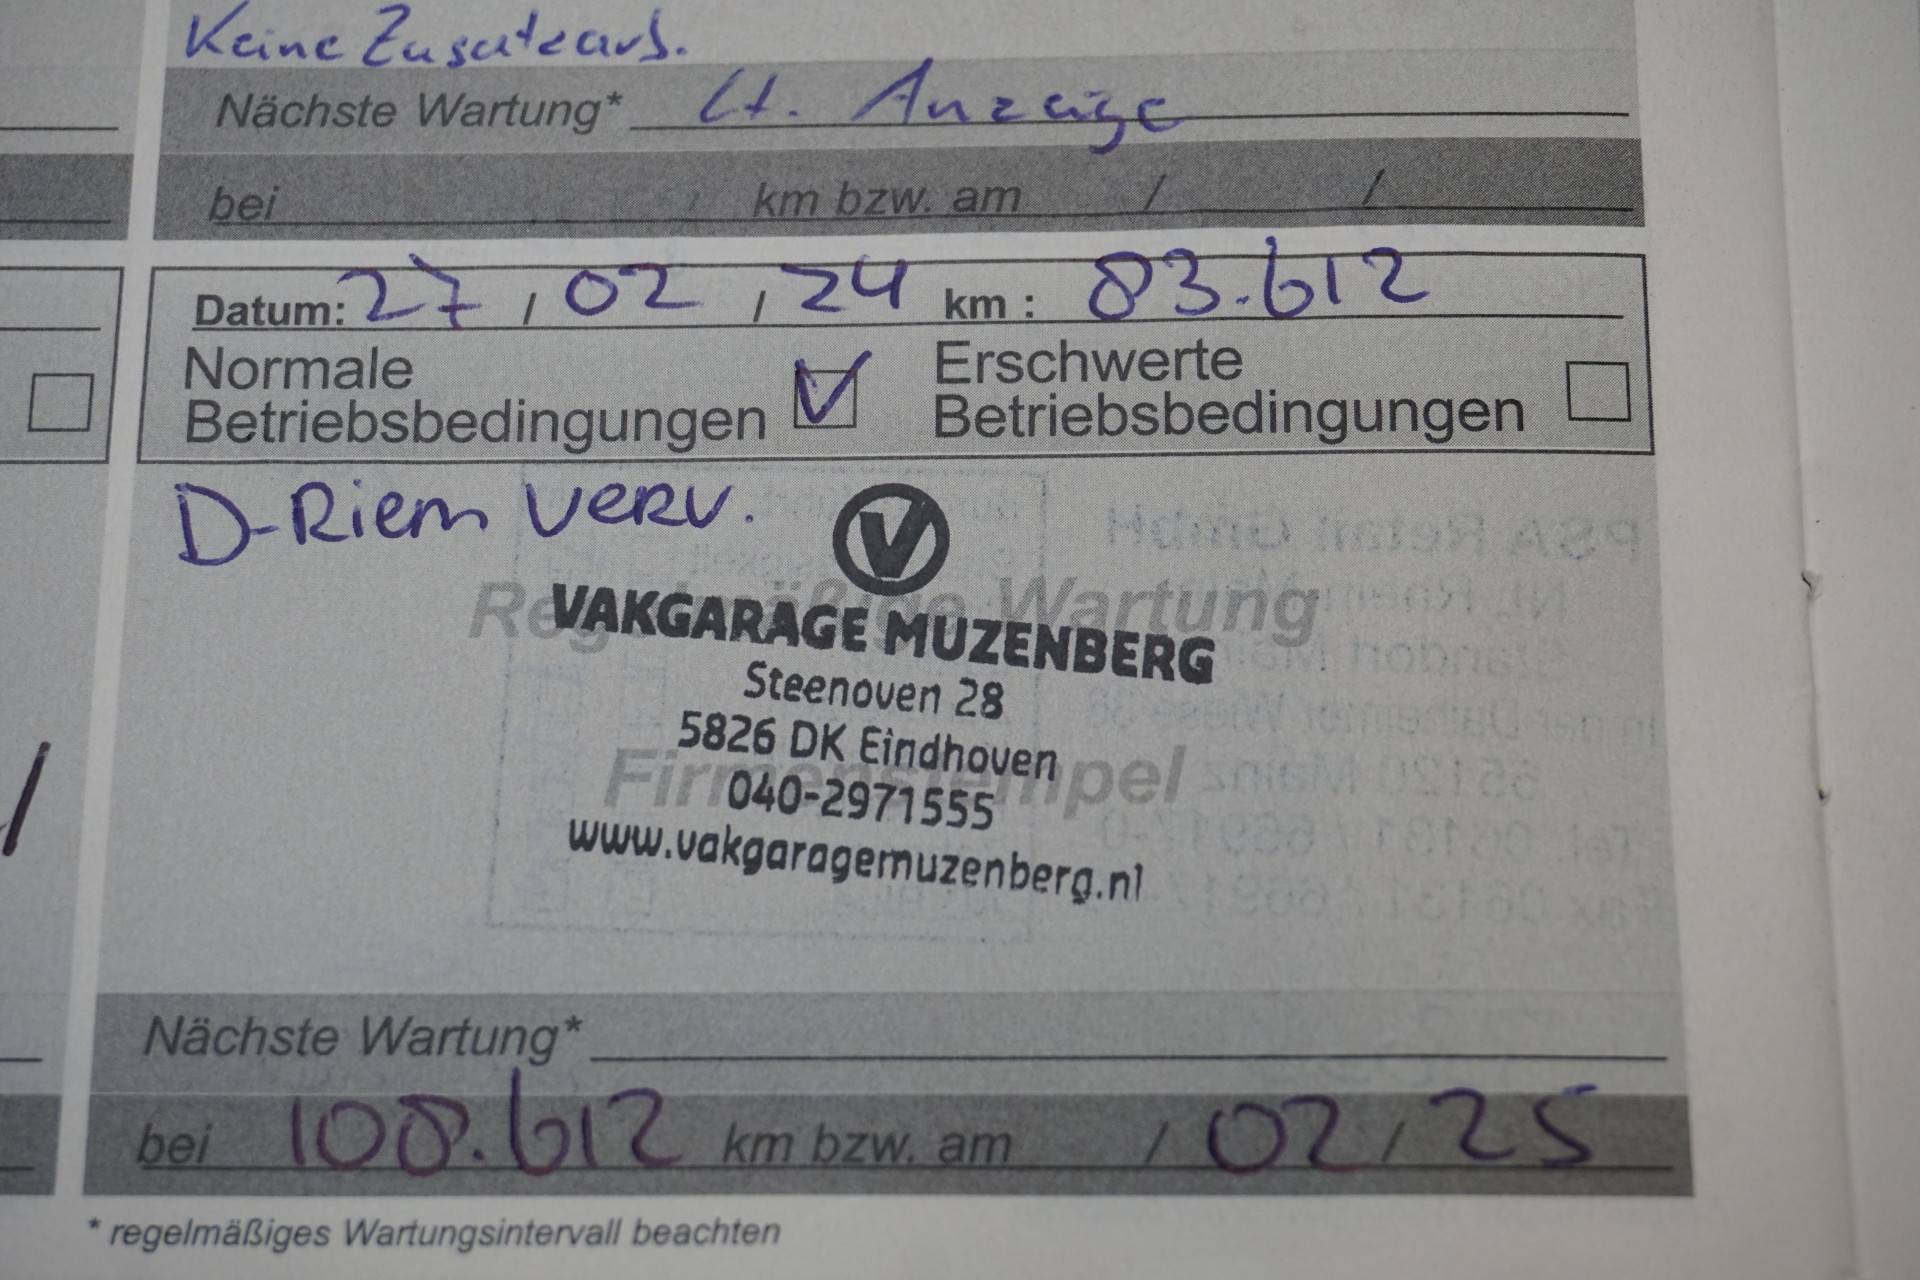 Keine Zusatzarb.
Nächste Wartung* Lt. Anzeige
bei km bzw. am / /
Datum: 27 / 02 / 24 km : 83.612
Normale Betriebsbedingungen
Erschwerte Betriebsbedingungen
D-Riem VERV.
V
Regelmäßige Wartung
VAKGARAGE MUZENBERG
Steenoven 28
5826 DK Eindhoven
Firmenstempel
040-2971555
www.vakgaragemuzenberg.nl
Nächste Wartung*
bei 108.612 km bzw. am / 02 / 25
* regelmäßiges Wartungsintervall beachten